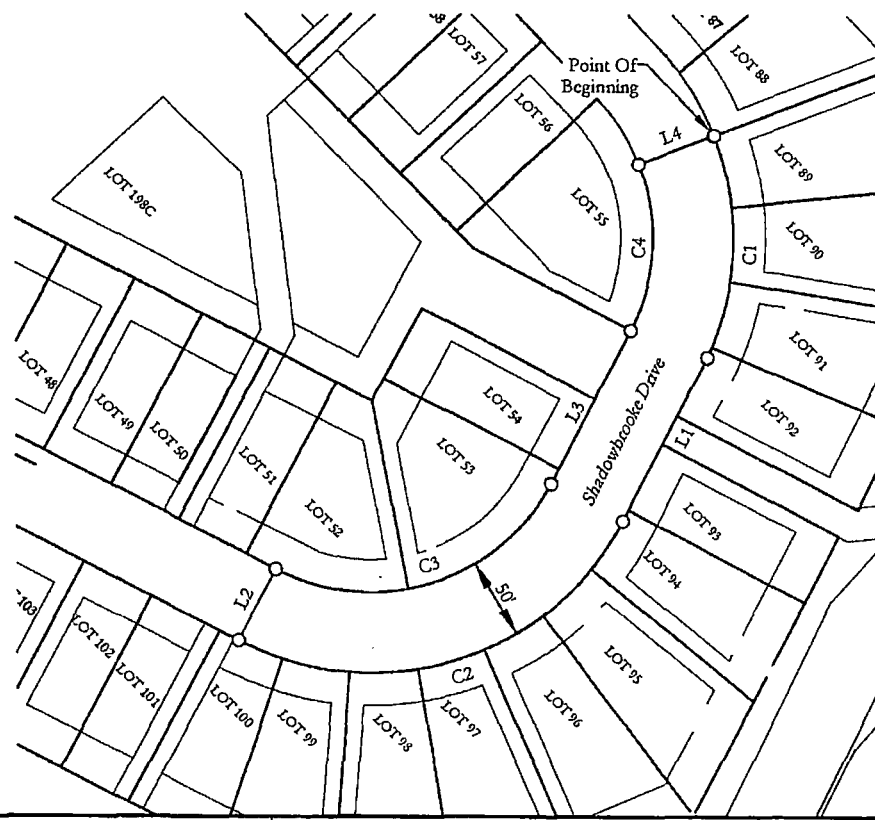 LOT 57
LOT 87
LOT 88
Point Of
Beginning
L4
LOT 56
LOT 89
LOT 198C
LOT 55
C4
C1
LOT 90
LOT 48
LOT 49
LOT 50
LOT 54
L3
Shadowbrooke Drive
LOT 91
LOT 92
L1
LOT 51
LOT 53
LOT 52
C3
LOT 93
LOT 94
L2
50'
103
LOT 102
LOT 101
LOT 100
LOT 99
LOT 98
C2
LOT 97
LOT 96
LOT 95